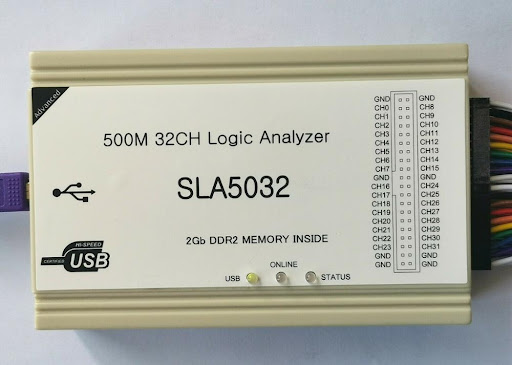 Advanced
500M 32CH Logic Analyzer
SLA5032
2Gb DDR2 MEMORY INSIDE
HI-SPEED
CERTIFIED USB
ONLINE
USB STATUS
GND GND
CH0 CH8
CH1 CH9
CH2 CH10
CH3 CH11
CH4 CH12
CH5 CH13
CH6 CH14
CH7 CH15
GND GND
CH16 CH24
CH17 CH25
CH18 CH26
CH19 CH27
CH20 CH28
CH21 CH29
CH22 CH30
CH23 CH31
GND GND
GND GND